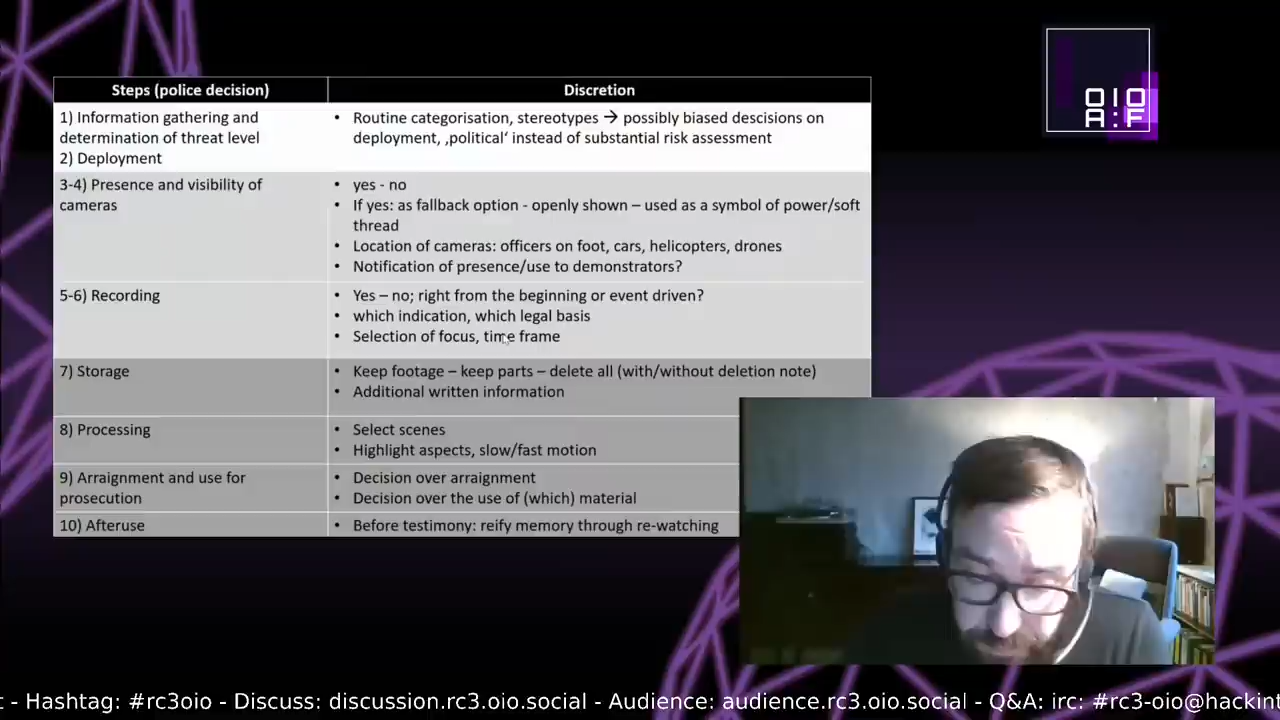 Steps (police decision)
Discretion
1) Information gathering and
determination of threat level
2) Deployment
• Routine categorisation, stereotypes → possibly biased descisions on
deployment, ‚political‘ instead of substantial risk assessment
3-4) Presence and visibility of
cameras
• yes - no
• If yes: as fallback option - openly shown – used as a symbol of power/soft
thread
• Location of cameras: officers on foot, cars, helicopters, drones
• Notification of presence/use to demonstrators?
5-6) Recording
• Yes – no; right from the beginning or event driven?
• which indication, which legal basis
• Selection of focus, time frame
7) Storage
• Keep footage – keep parts – delete all (with/without deletion note)
• Additional written information
8) Processing
• Select scenes
• Highlight aspects, slow/fast motion
9) Arraignment and use for
prosecution
• Decision over arraignment
• Decision over the use of (which) material
10) Afteruse
• Before testimony: reify memory through re-watching
OIO
A:F
- Hashtag: #rc3oio - Discuss: discussion.rc3.oio.social - Audience: audience.rc3.oio.social - Q&A: irc: #rc3-oio@hackint